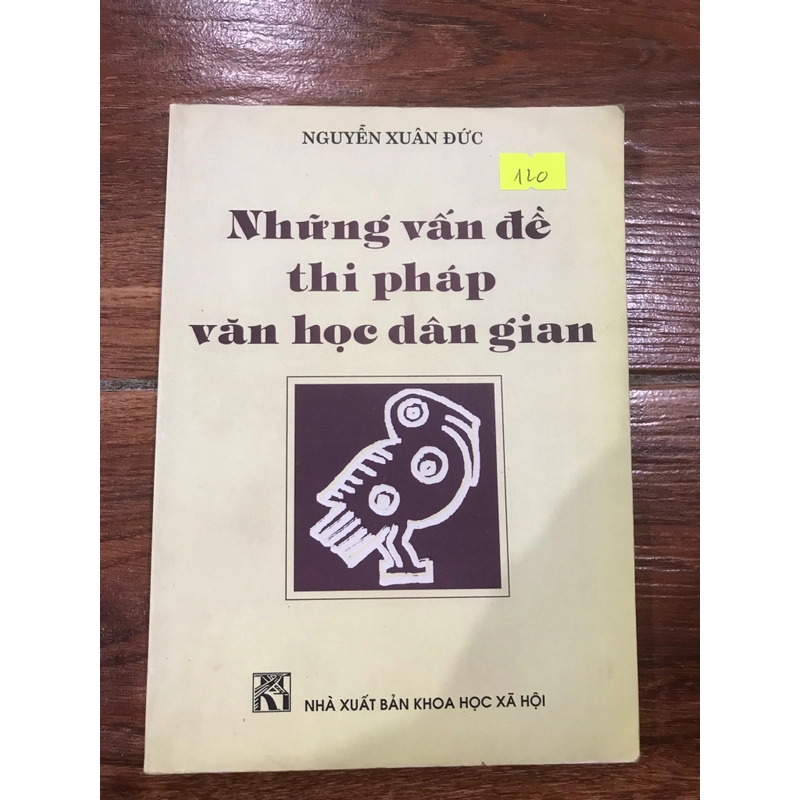 NGUYỄN XUÂN ĐỨC
120
Những vấn đề
thi pháp
văn học dân gian
NHÀ XUẤT BẢN KHOA HỌC XÃ HỘI